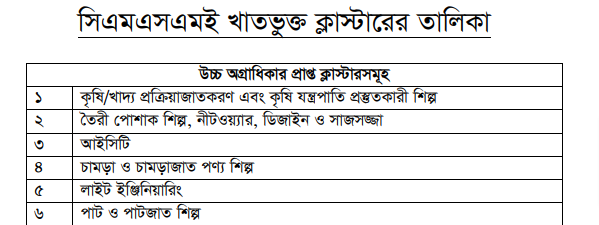 সিএমএসএমই খাতভুক্ত ক্লাস্টারের তালিকা
উচ্চ অগ্রাধিকার প্রাপ্ত ক্লাস্টারসমূহ
১ কৃষি/খাদ্য প্রক্রিয়াজাতকরণ এবং কৃষি যন্ত্রপাতি প্রস্তুতকারী শিল্প
২ তৈরী পোশাক শিল্প, নীটওয়্যার, ডিজাইন ও সাজসজ্জা
৩ আইসিটি
৪ চামড়া ও চামড়াজাত পণ্য শিল্প
৫ লাইট ইঞ্জিনিয়ারিং
৬ পাট ও পাটজাত শিল্প